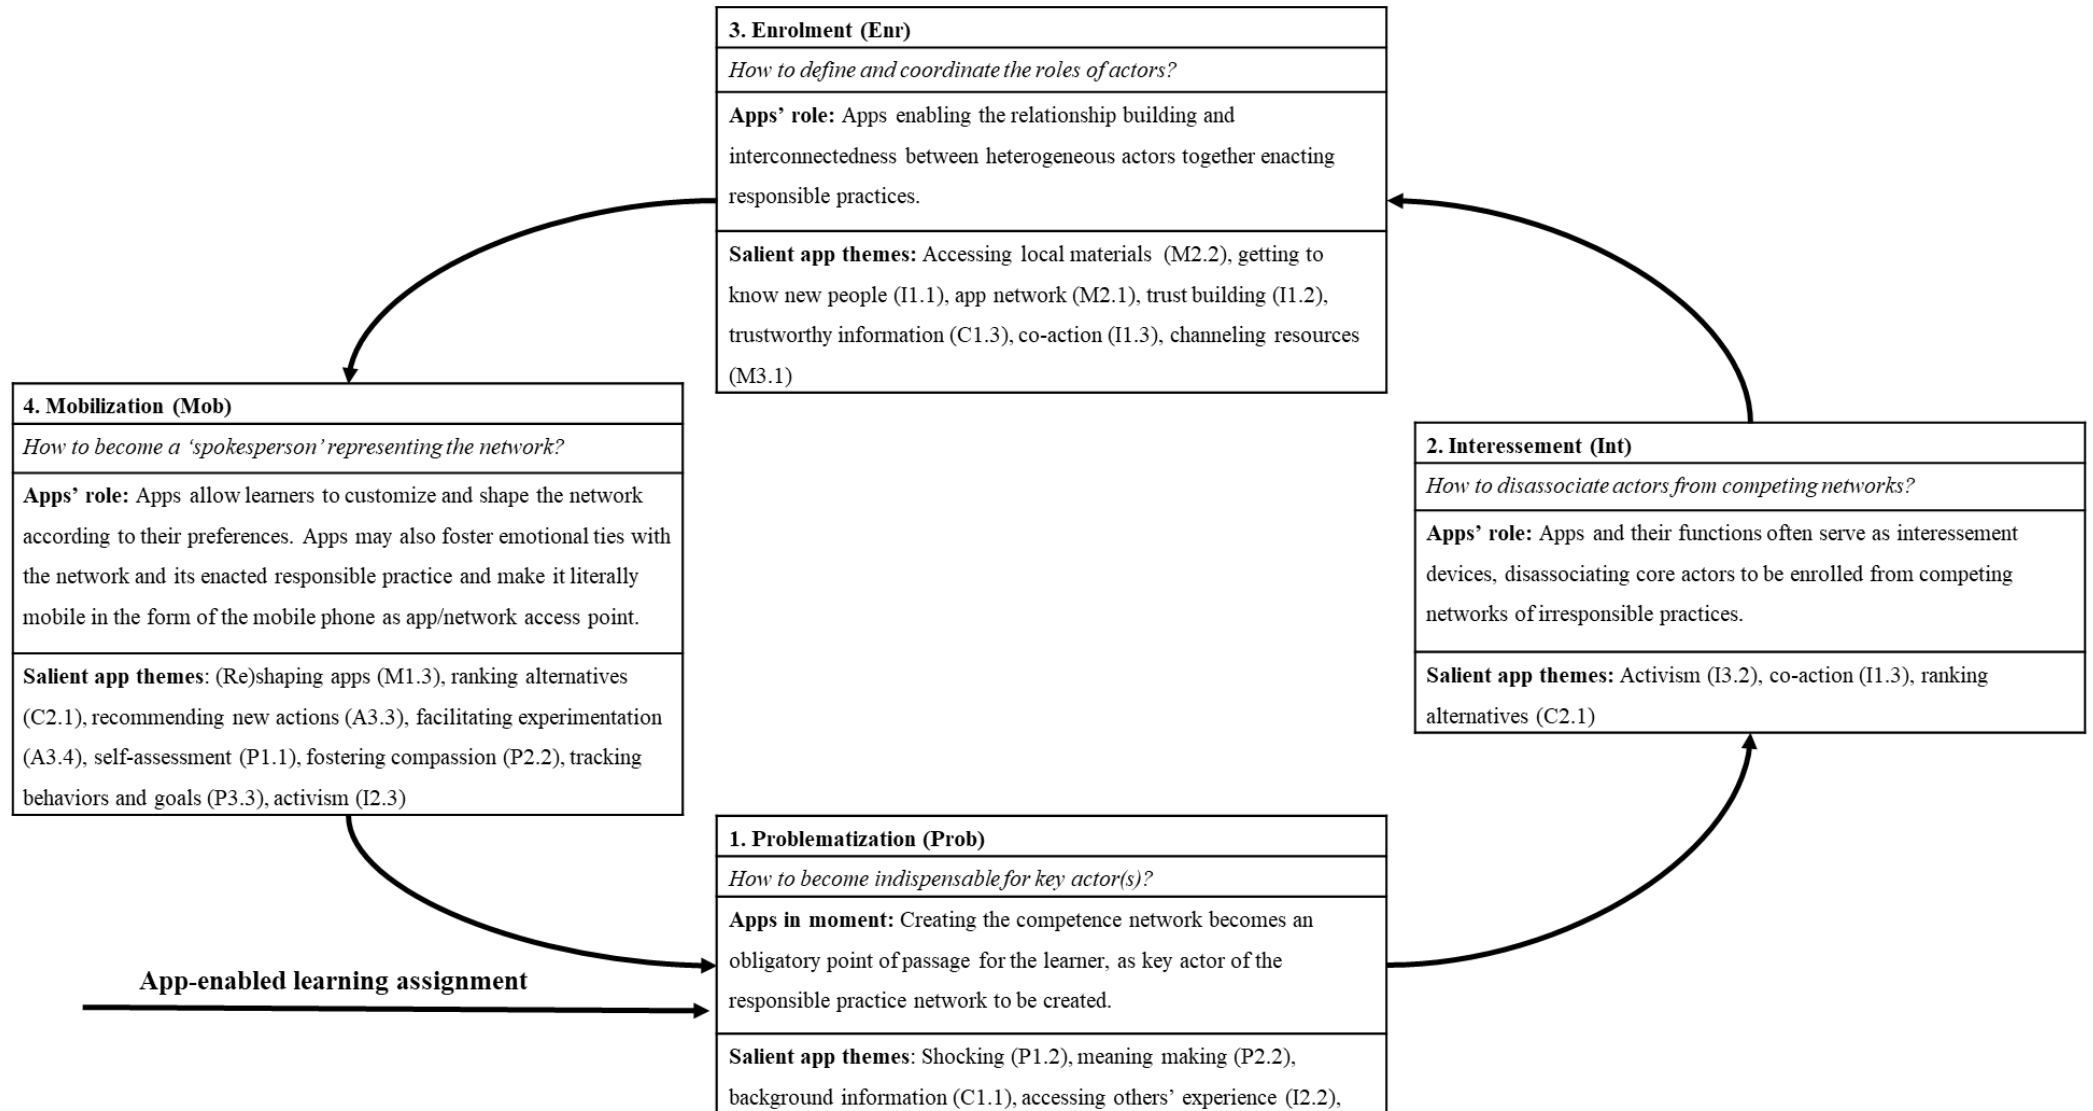 3. Enrolment (Enr)
How to define and coordinate the roles of actors?
Apps’ role: Apps enabling the relationship building and
interconnectedness between heterogeneous actors together enacting
responsible practices.
Salient app themes: Accessing local materials (M2.2), getting to
know new people (I1.1), app network (M2.1), trust building (I1.2),
trustworthy information (C1.3), co-action (I1.3), channeling resources
(M3.1)
4. Mobilization (Mob)
How to become a ‘spokesperson’ representing the network?
Apps’ role: Apps allow learners to customize and shape the network
according to their preferences. Apps may also foster emotional ties with
the network and its enacted responsible practice and make it literally
mobile in the form of the mobile phone as app/network access point.
Salient app themes: (Re)shaping apps (M1.3), ranking alternatives
(C2.1), recommending new actions (A3.3), facilitating experimentation
(A3.4), self-assessment (P1.1), fostering compassion (P2.2), tracking
behaviors and goals (P3.3), activism (I2.3)
2. Interessement (Int)
How to disassociate actors from competing networks?
Apps’ role: Apps and their functions often serve as interessement
devices, disassociating core actors to be enrolled from competing
networks of irresponsible practices.
Salient app themes: Activism (I3.2), co-action (I1.3), ranking
alternatives (C2.1)
App-enabled learning assignment
1. Problematization (Prob)
How to become indispensable for key actor(s)?
Apps in moment: Creating the competence network becomes an
obligatory point of passage for the learner, as key actor of the
responsible practice network to be created.
Salient app themes: Shocking (P1.2), meaning making (P2.2),
background information (C1.1), accessing others’ experience (I2.2),